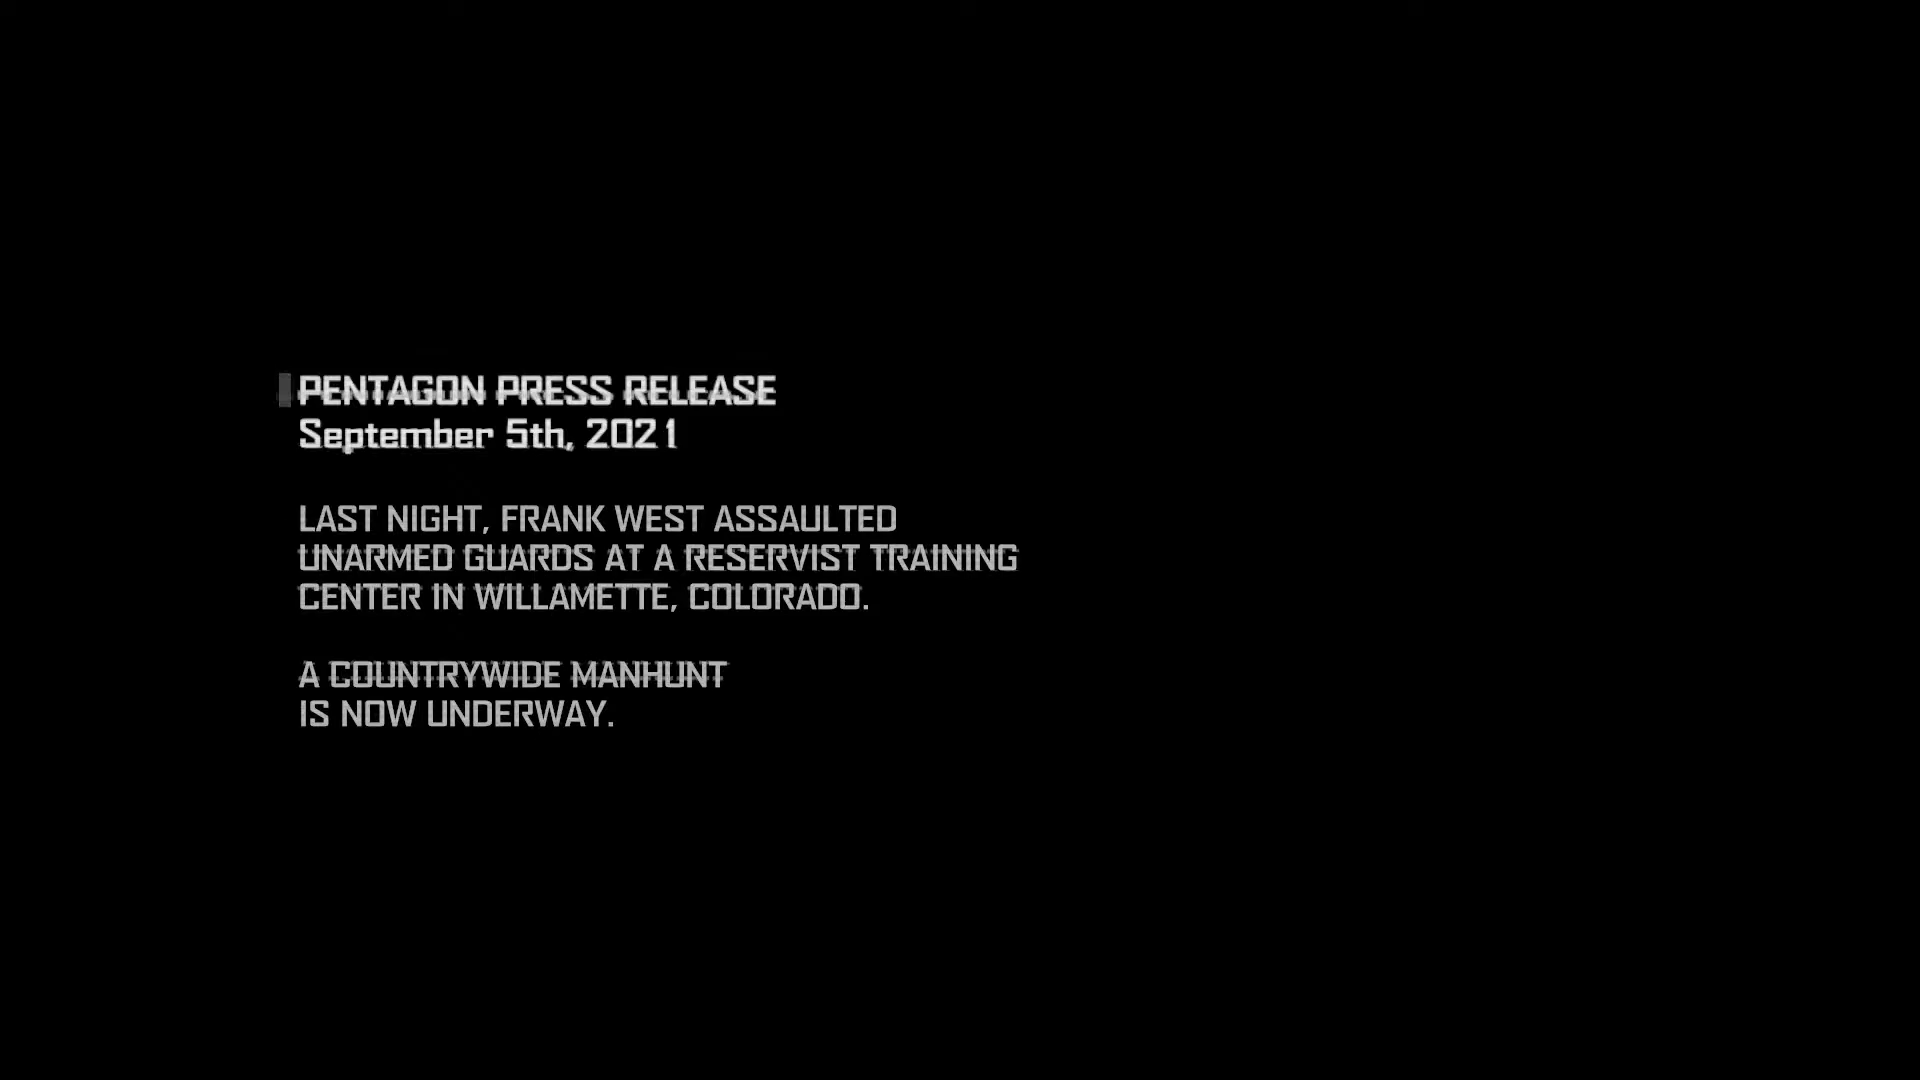 PENTAGON PRESS RELEASE
September 5th, 2021
LAST NIGHT, FRANK WEST ASSAULTED
UNARMED GUARDS AT A RESERVIST TRAINING
CENTER IN WILLAMETTE, COLORADO.
A COUNTRYWIDE MANHUNT
IS NOW UNDERWAY.